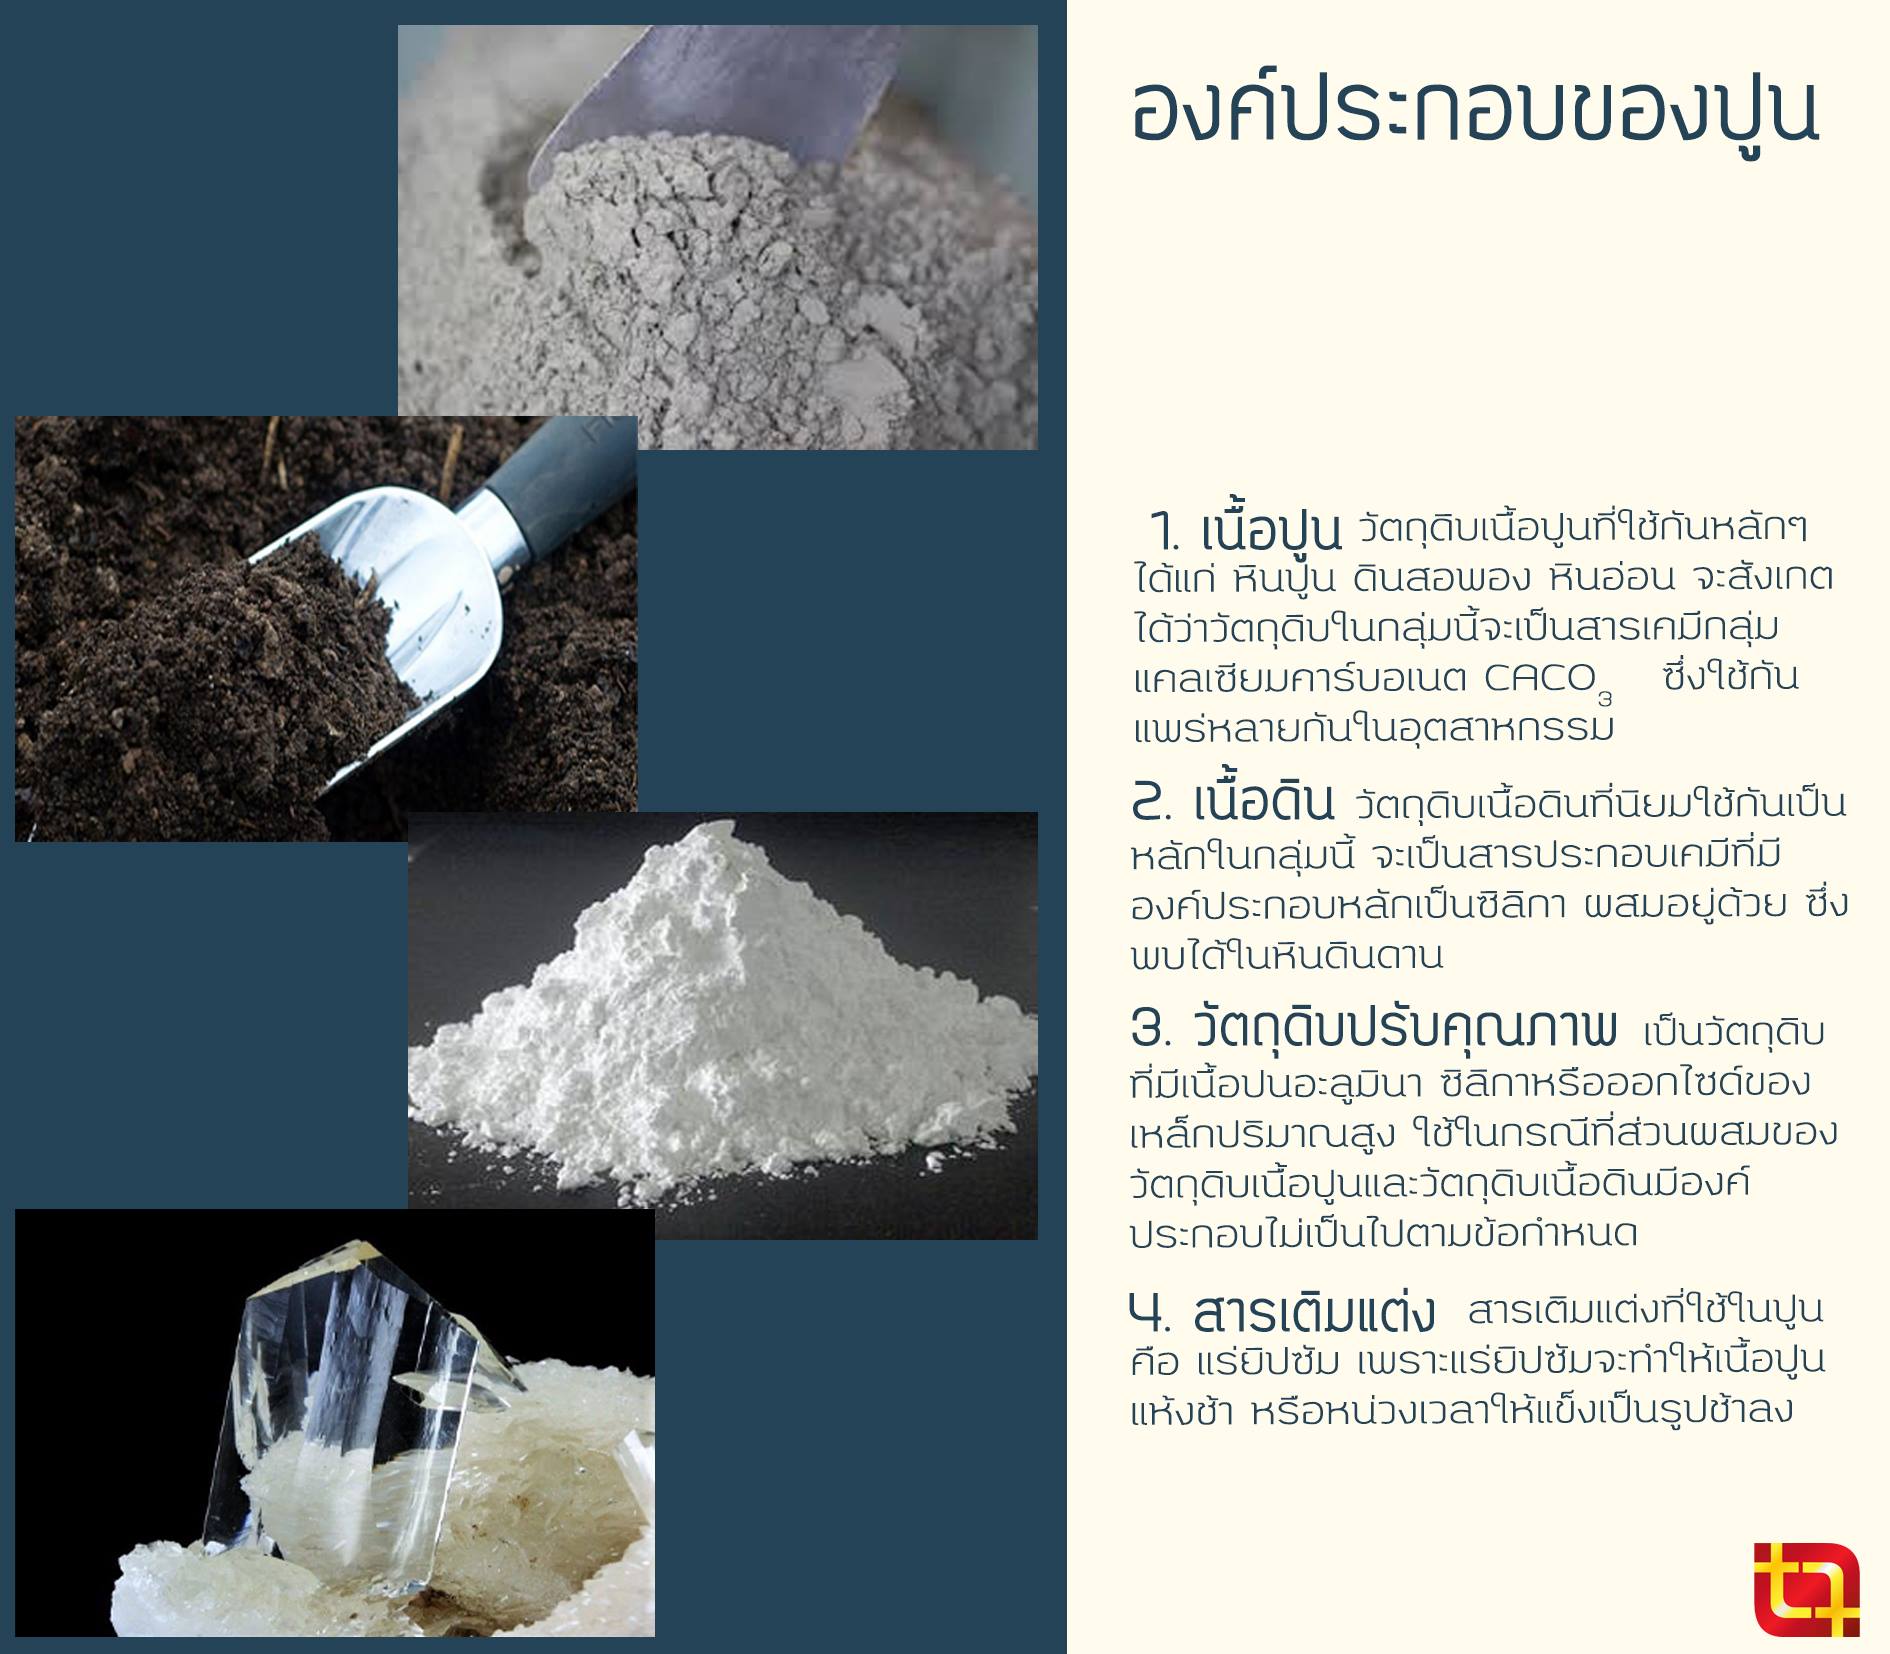 องค์ประกอบของปูน
1. เนื้อปูน วัตถุดิบเนื้อปูนที่ใช้กันหลักๆ
ได้แก่ หินปูน ดินสอพอง หินอ่อน จะสังเกต
ได้ว่าวัตถุดิบในกลุ่มนี้จะเป็นสารเคมีกลุ่ม
แคลเซียมคาร์บอเนต CACO₃ ซึ่งใช้กัน
แพร่หลายกันในอุตสาหกรรม
2. เนื้อดิน วัตถุดิบเนื้อดินที่นิยมใช้กันเป็น
หลักในกลุ่มนี้ จะเป็นสารประกอบเคมีที่มี
องค์ประกอบหลักเป็นซิลิกา ผสมอยู่ด้วย ซึ่ง
พบได้ในหินดินดาน
3. วัตถุดิบปรับคุณภาพ เป็นวัตถุดิบ
ที่มีเนื้อปนอะลูมินา ซิลิกาหรือออกไซด์ของ
เหล็กปริมาณสูง ใช้ในกรณีที่ส่วนผสมของ
วัตถุดิบเนื้อปูนและวัตถุดิบเนื้อดินมีองค์
ประกอบไม่เป็นไปตามข้อกำหนด
4. สารเติมแต่ง สารเติมแต่งที่ใช้ในปูน
คือ แร่ยิปซัม เพราะแร่ยิปซัมจะทำให้เนื้อปูน
แห้งช้า หรือหน่วงเวลาให้แข็งเป็นรูปช้าลง